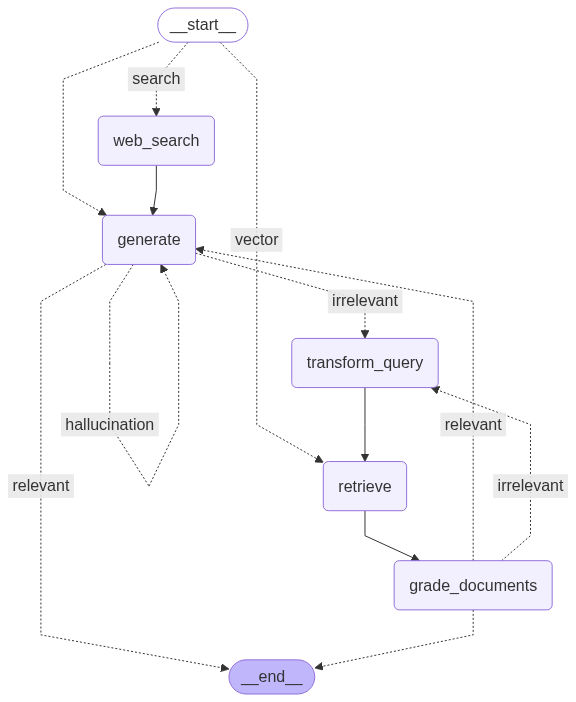 __start__
search
web_search
generate
vector
irrelevant
transform_query
hallucination
relevant
relevant
retrieve
irrelevant
grade_documents
__end__